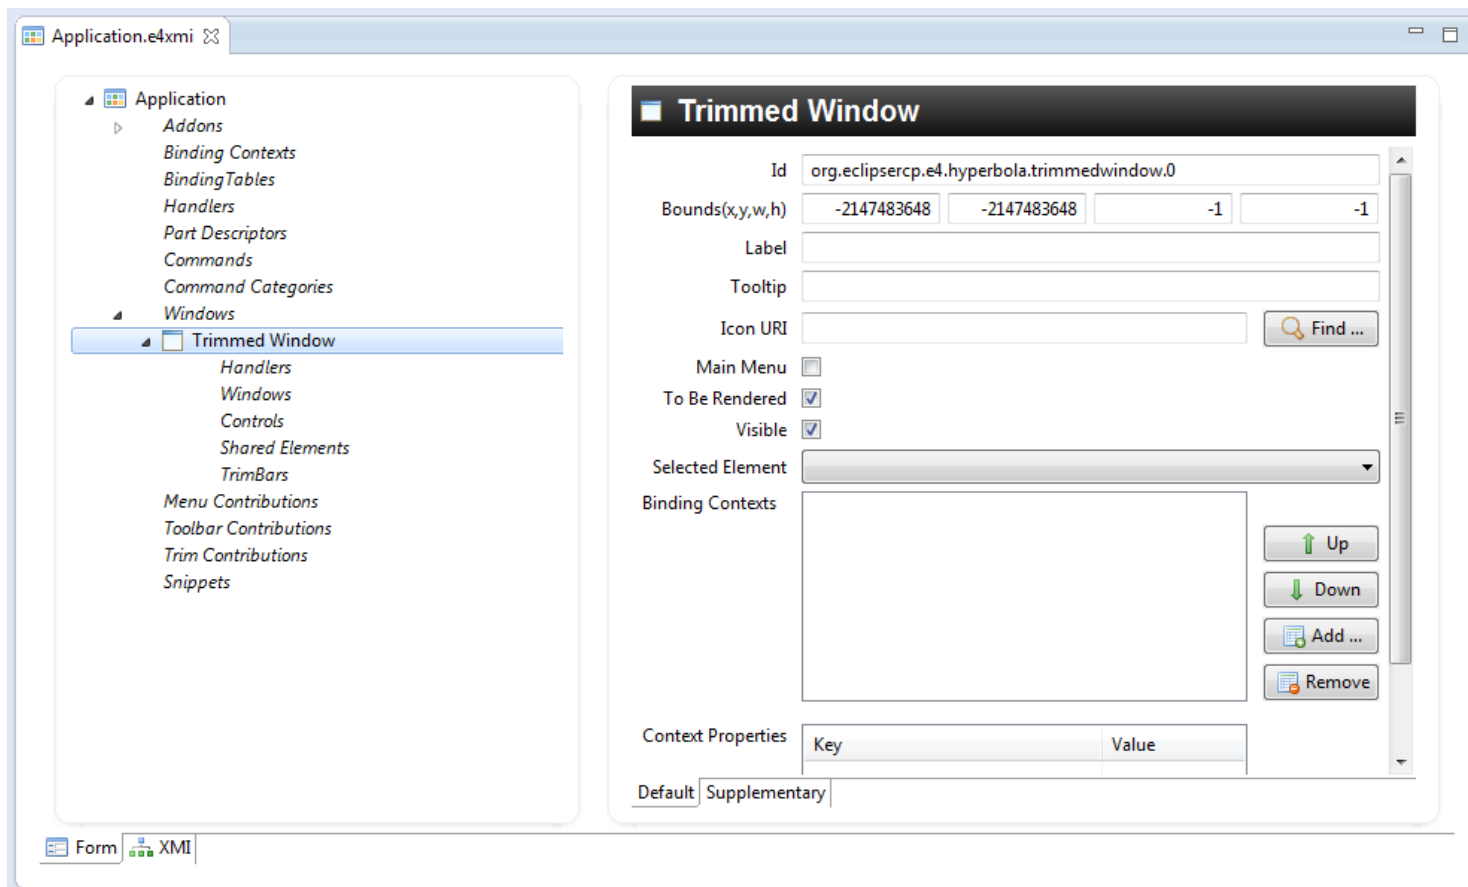 Application.e4xmi
Application
Addons
Binding Contexts
BindingTables
Handlers
Part Descriptors
Commands
Command Categories
Windows
Trimmed Window
Handlers
Windows
Controls
Shared Elements
TrimBars
Menu Contributions
Toolbar Contributions
Trim Contributions
Snippets
Trimmed Window
Id org.eclipsercp.e4.hyperbola.trimmedwindow.0
Bounds(x,y,w,h) -2147483648 -2147483648 -1 -1
Label
Tooltip
Icon URI Find ...
Main Menu
To Be Rendered
Visible
Selected Element
Binding Contexts
Up
Down
Add ...
Remove
Context Properties Key Value
Default Supplementary
Form XMI